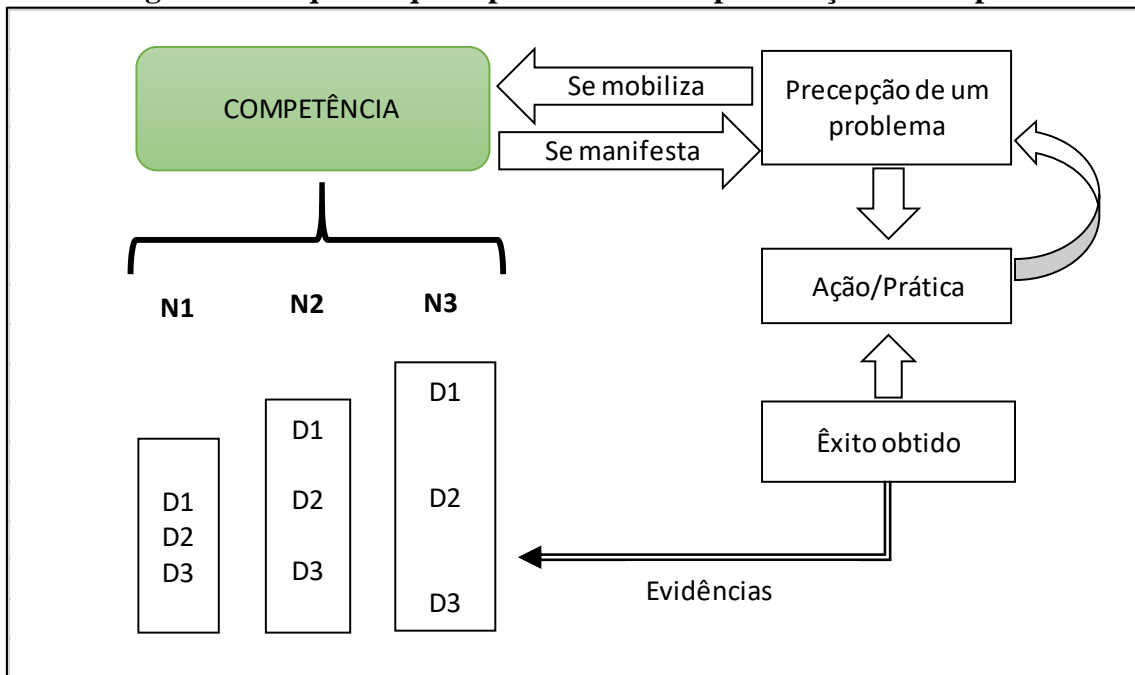 COMPETÊNCIA
Se mobiliza
Se manifesta
Precepção de um
problema
Ação/Prática
Êxito obtido
Evidências
N1
D1
D2
D3
N2
D1
D2
D3
N3
D1
D2
D3